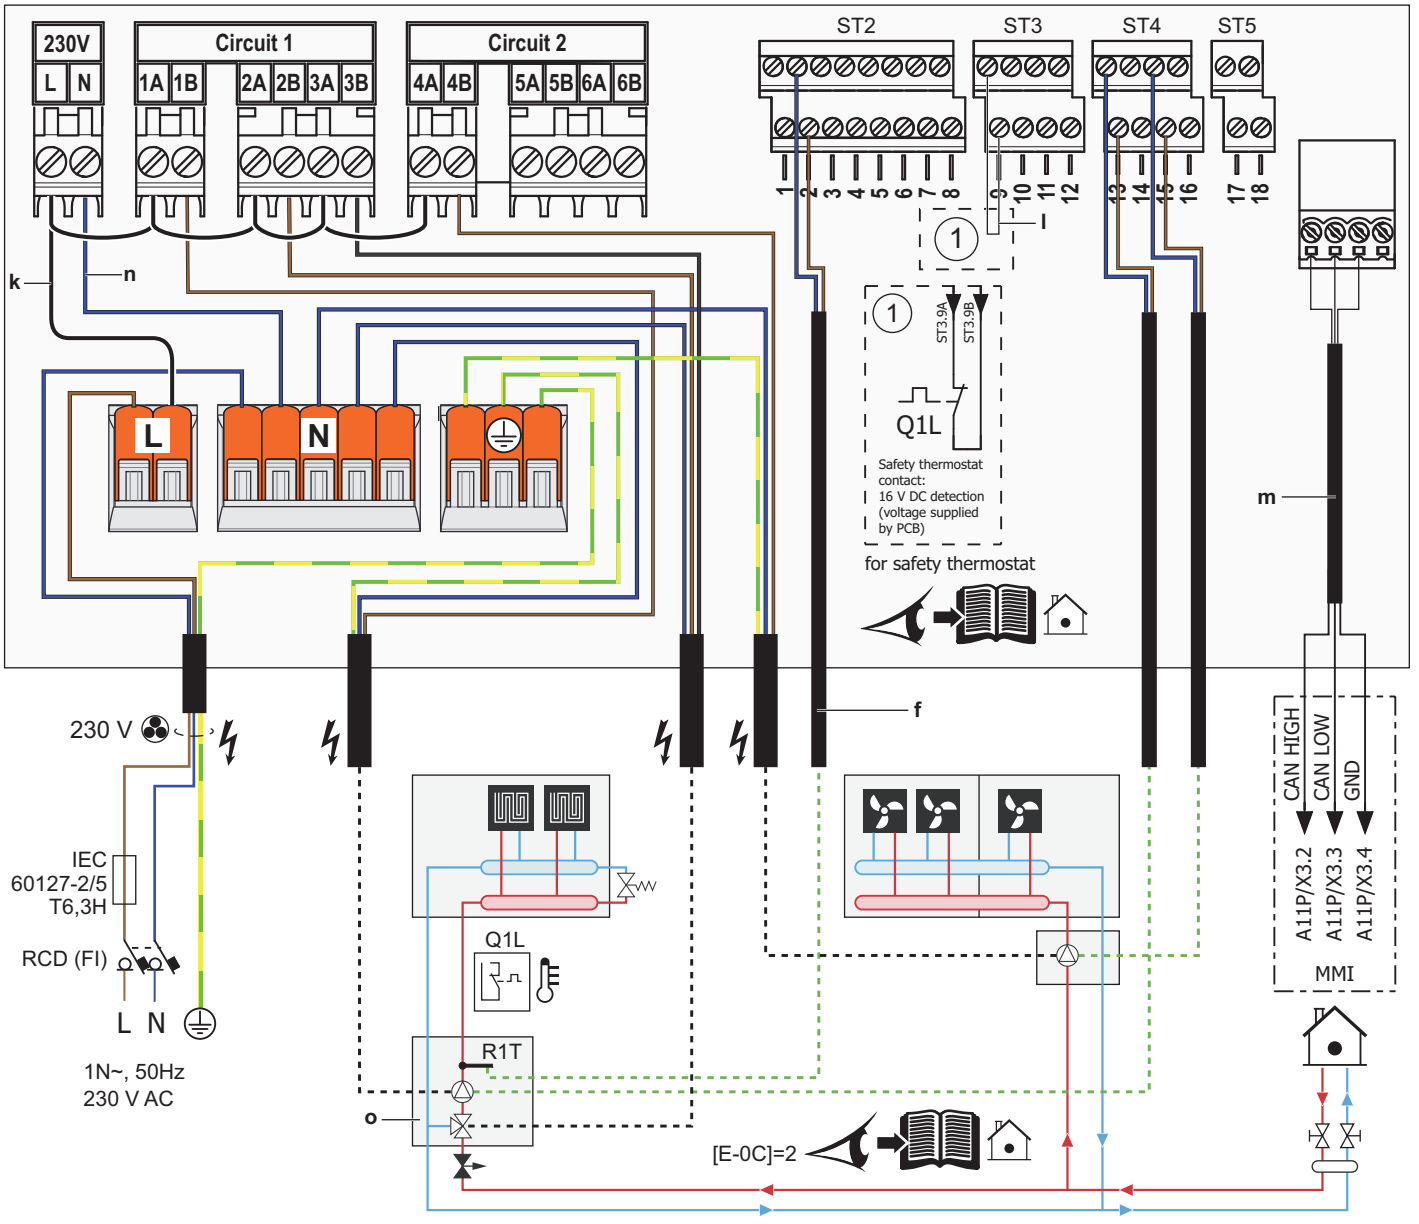 230V
Circuit 1
Circuit 2
ST2
ST3
ST4
ST5
L N
1A 1B
2A 2B 3A 3B
4A 4B
5A 5B 6A 6B
1 2 3 4 5 6 7 8
9 10 11 12
13 14 15 16
17 18
k
n
1
l
1
ST3.9A
ST3.9B
Q1L
Safety thermostat
contact:
16 V DC detection
(voltage supplied
by PCB)
for safety thermostat
L
N
m
f
230 V
CAN HIGH
CAN LOW
GND
A11P/X3.2
A11P/X3.3
A11P/X3.4
MMI
IEC
60127-2/5
T6,3H
RCD (FI)
L N
1N~, 50Hz
230 V AC
Q1L
R1T
o
[E-0C]=2